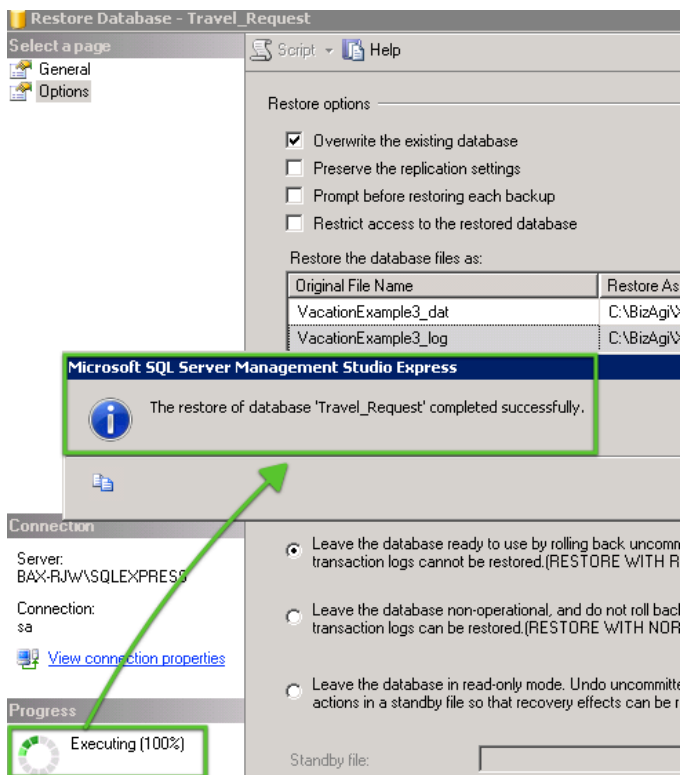 Restore Database - Travel_Request
Select a page
General
Options
Script
Help
Restore options
Overwrite the existing database
Preserve the replication settings
Prompt before restoring each backup
Restrict access to the restored database
Restore the database files as:
Original File Name Restore As
VacationExample3_dat C:\BizAgi\
VacationExample3_log C:\BizAgi\
Microsoft SQL Server Management Studio Express
The restore of database 'Travel_Request' completed successfully.
Connection
Server:
BAX-RJW\SQLEXPRESS
Connection:
sa
View connection properties
Progress
Executing (100%)
Leave the database ready to use by rolling back uncomm
transaction logs cannot be restored.(RESTORE WITH R
Leave the database non-operational, and do not roll bac
transaction logs can be restored.(RESTORE WITH NOR
Leave the database in read-only mode. Undo uncommitte
actions in a standby file so that recovery effects can be r
Standby file: